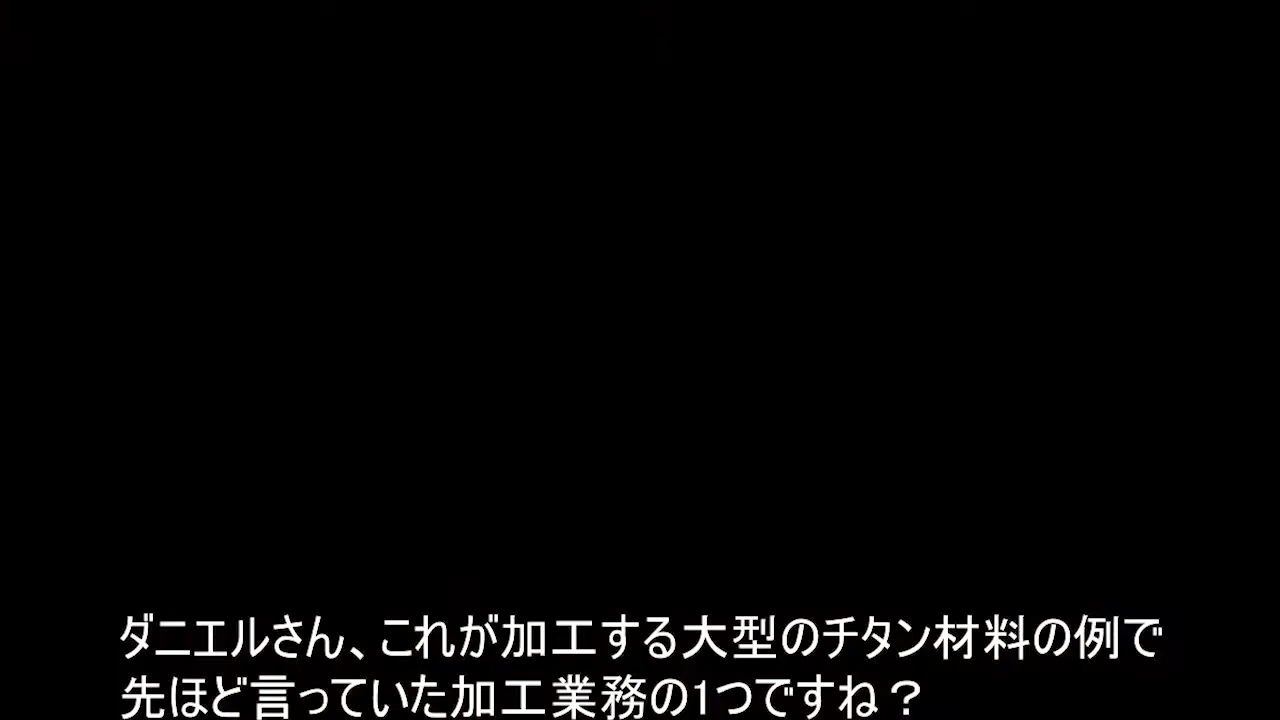 ダニエルさん、これが加工する大型のチタン材料の例で
先ほど言っていた加工業務の1つですね？